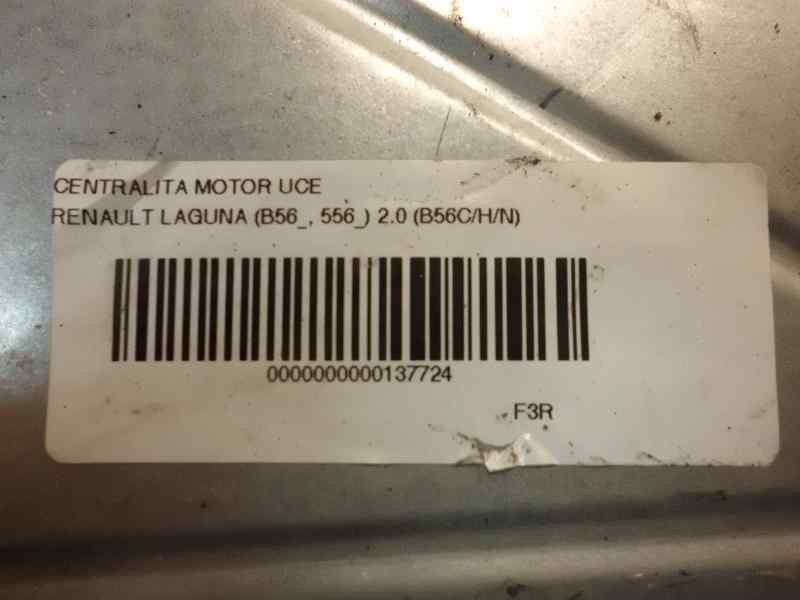 CENTRALITA MOTOR UCE
RENAULT LAGUNA (B56_, 556_) 2.0 (B56C/H/N)
0000000000137724
F3R